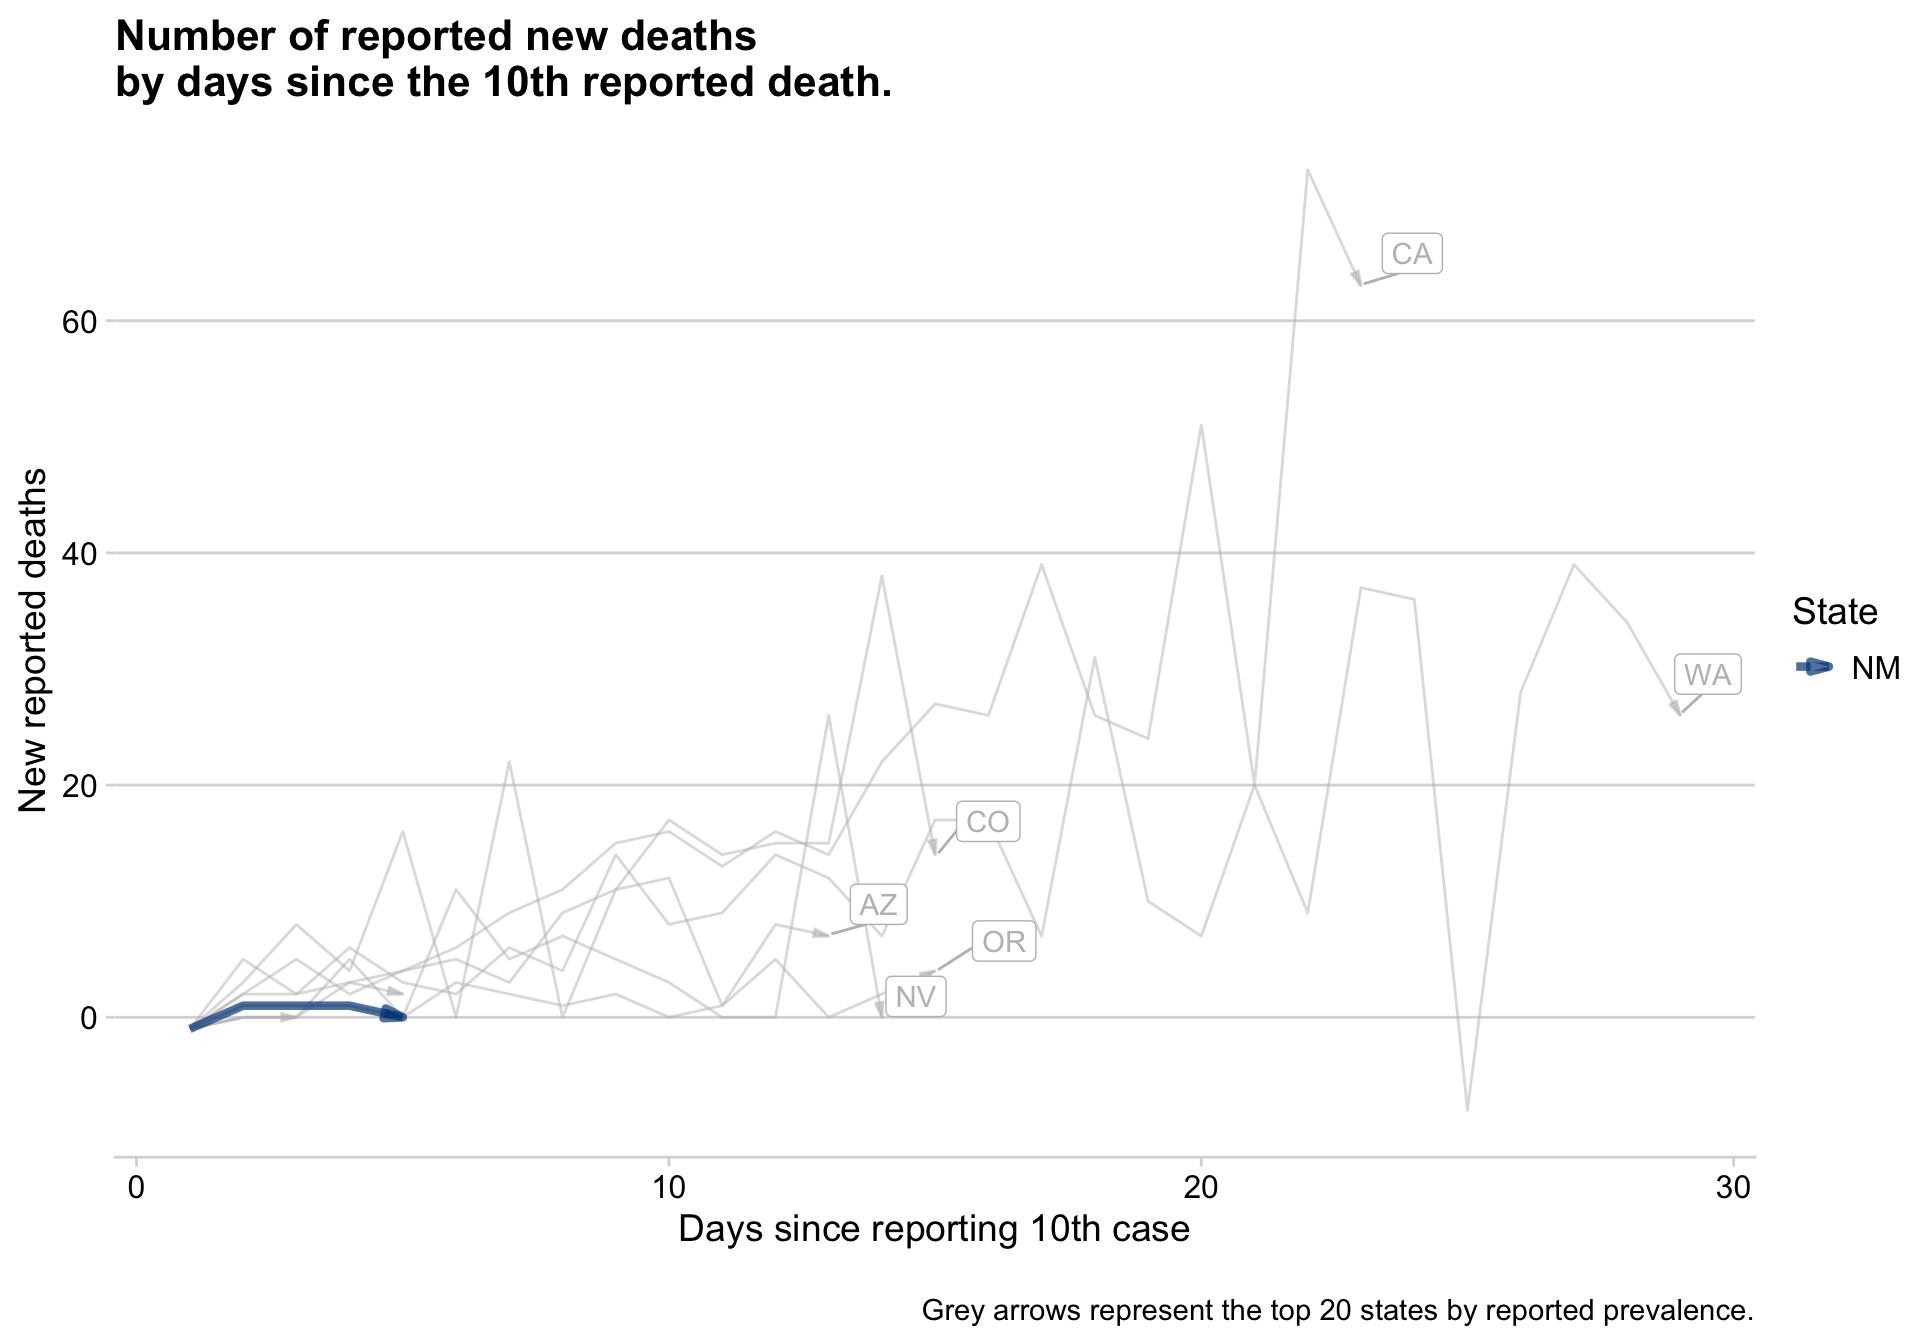 Number of reported new deaths
by days since the 10th reported death.
CA
60
40
New reported deaths
State
NM
WA
20
CO
AZ
OR
NV
0
0 10 20 30
Days since reporting 10th case
Grey arrows represent the top 20 states by reported prevalence.